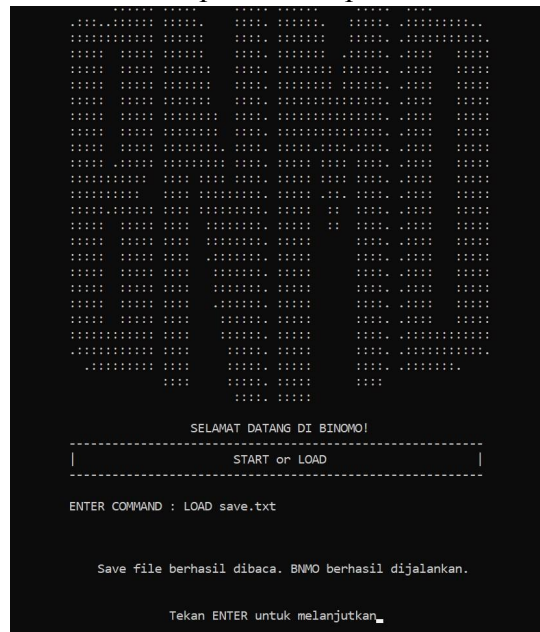 SELAMAT DATANG DI BINOMO!
| START or LOAD |
ENTER COMMAND : LOAD save.txt
Save file berhasil dibaca. BNMO berhasil dijalankan.
Tekan ENTER untuk melanjutkan